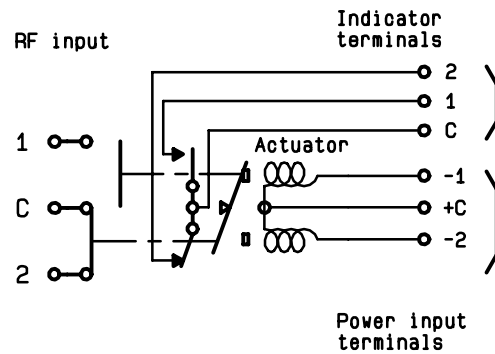 Indicator
terminals
RF input
2
1
C
Actuator
1
-1
C
+C
-2
2
Power input
terminals